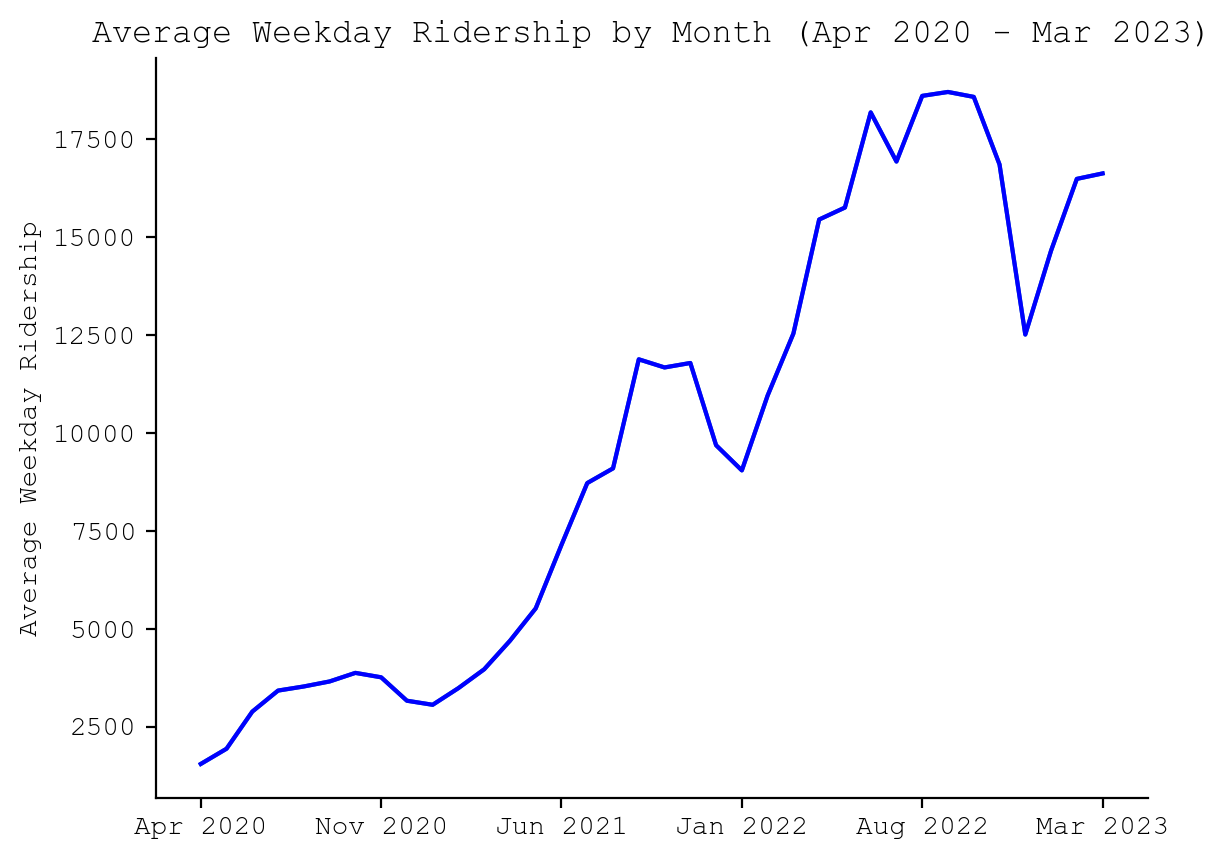 Average Weekday Ridership by Month (Apr 2020 - Mar 2023)
Average Weekday Ridership
17500
15000
12500
10000
7500
5000
2500
Apr 2020
Nov 2020
Jun 2021
Jan 2022
Aug 2022
Mar 2023